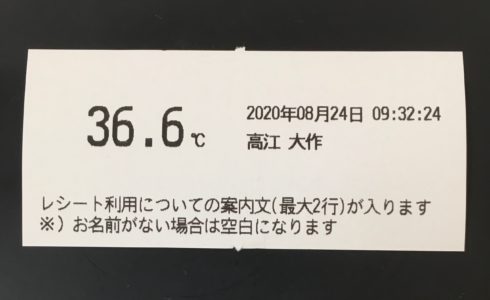 36.6℃
2020年08月24日 09:32:24
高江 大作
レシート利用についての案内文(最大2行)が入ります
※）お名前がない場合は空白になります